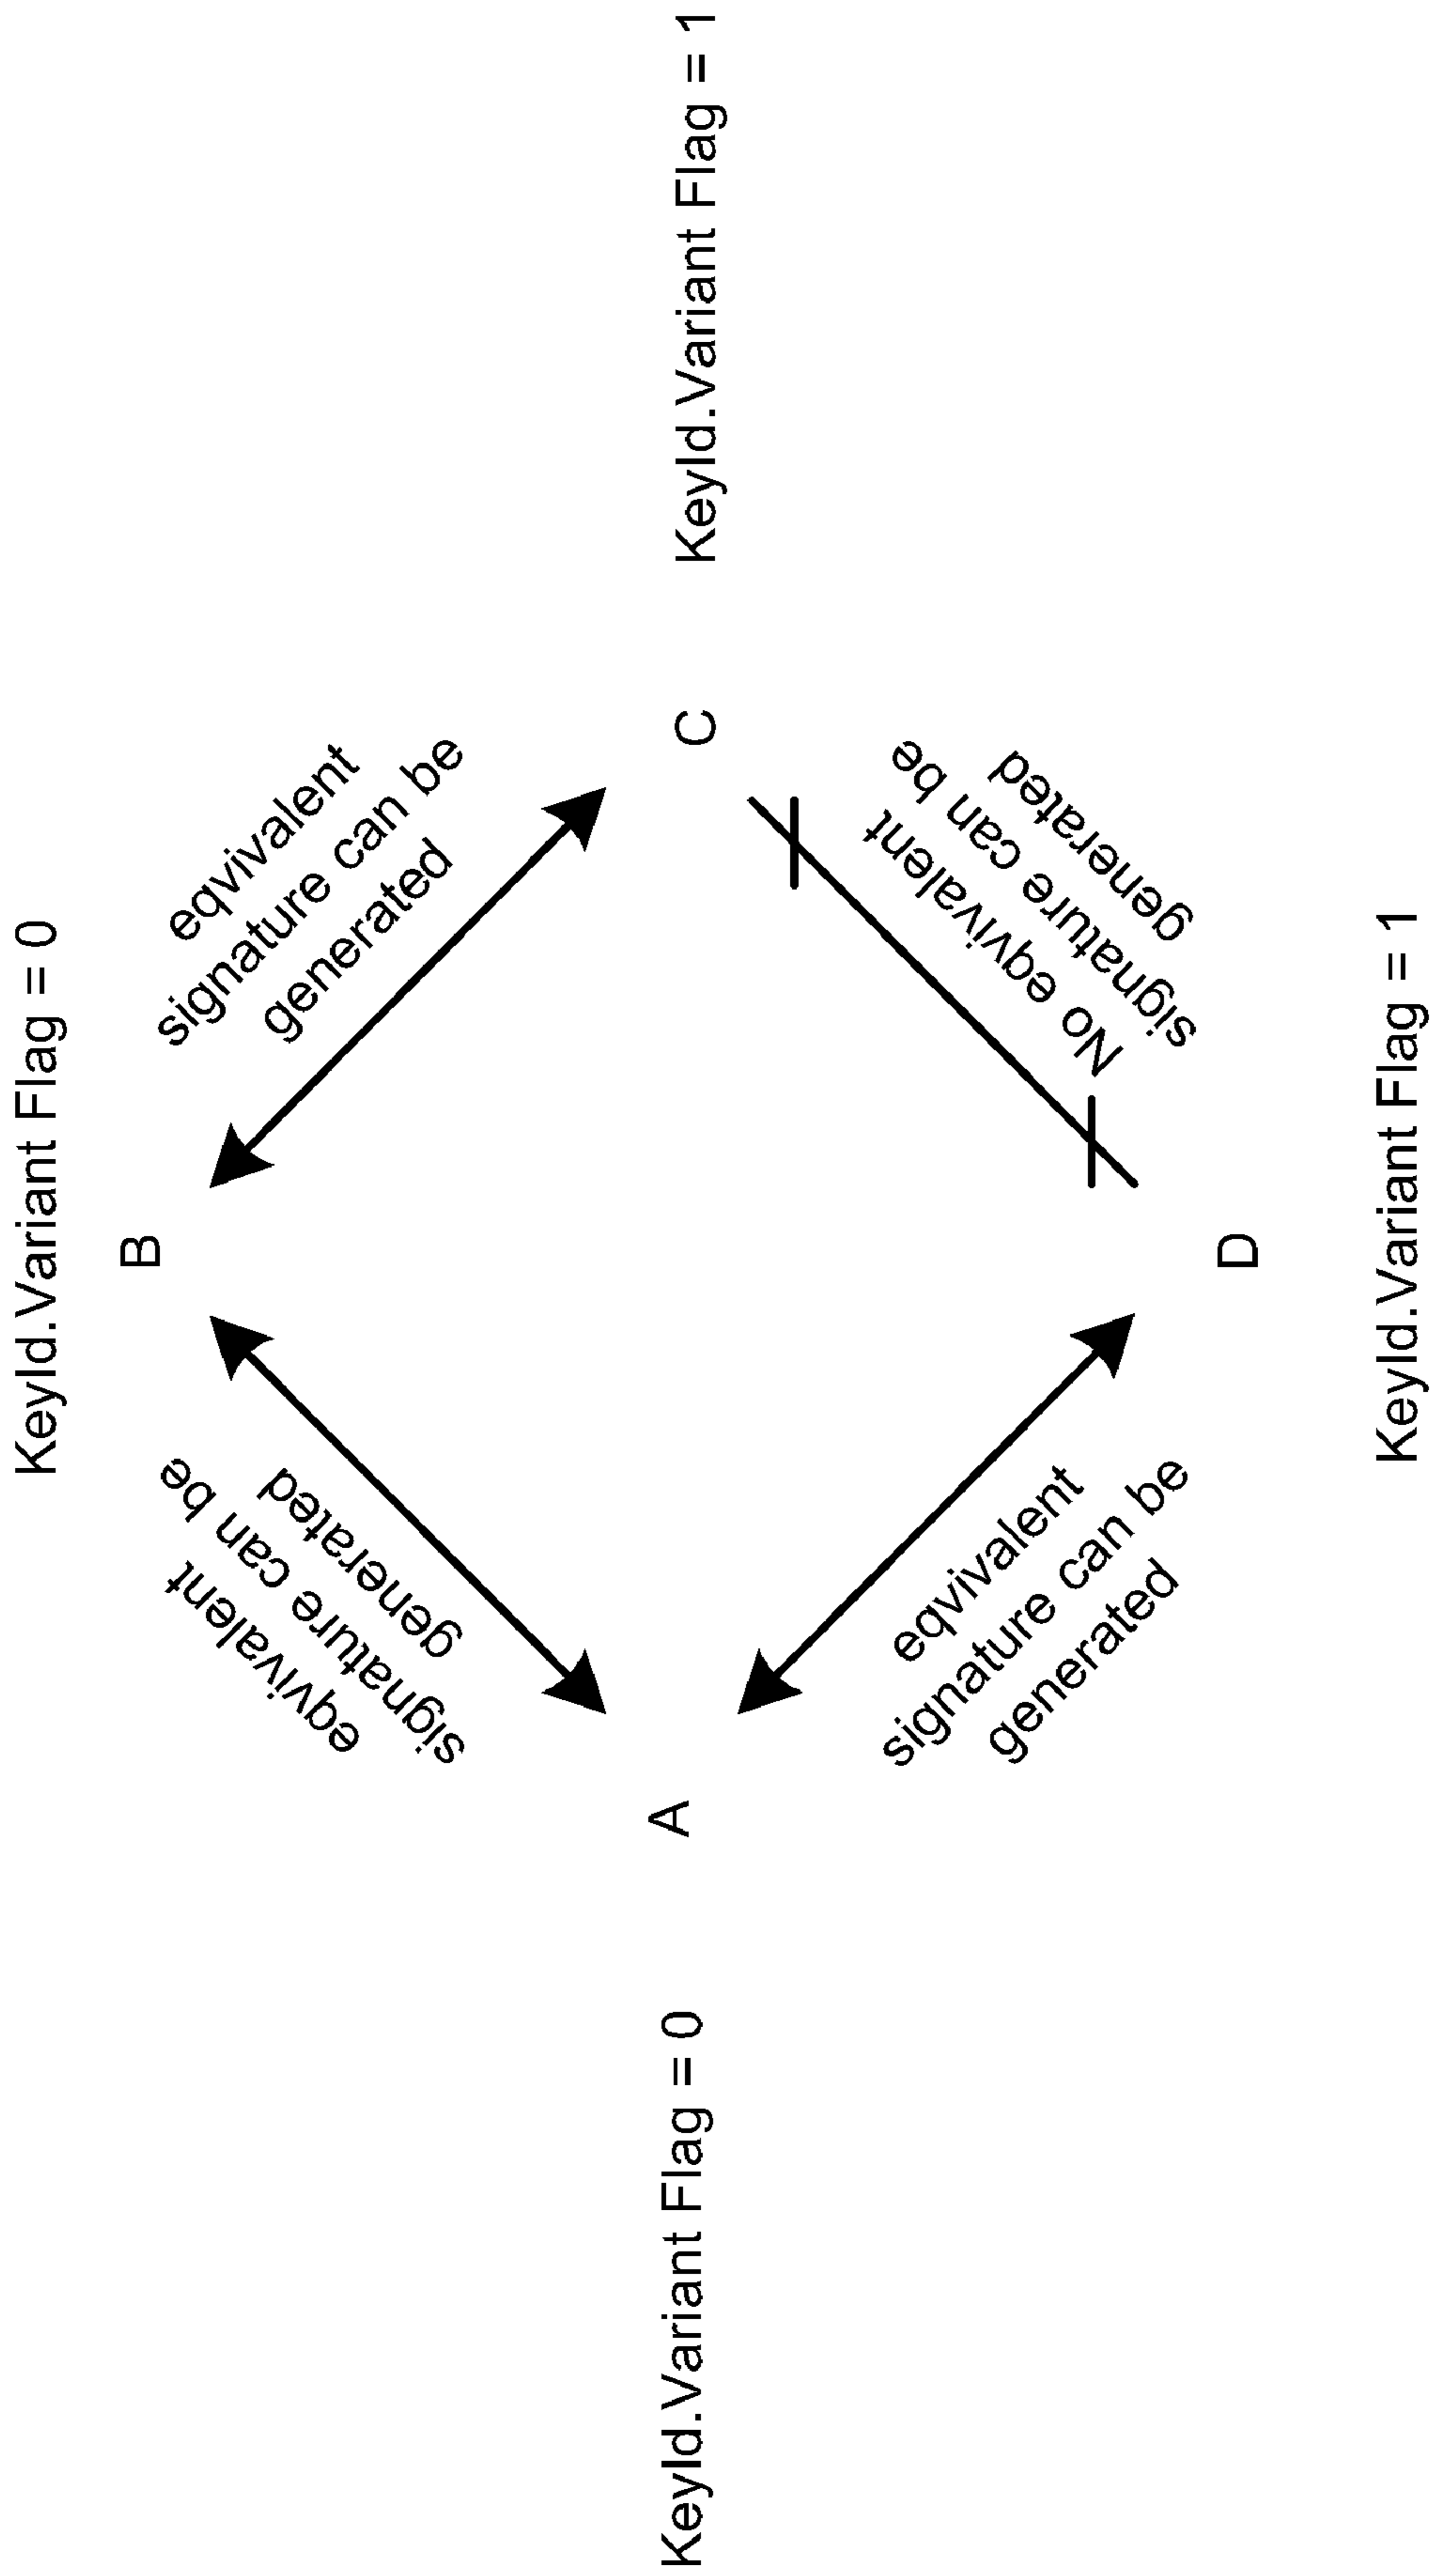 KeyId.Variant Flag = 0
B
eqvivalent
signature can be
generated
eqvivalent
signature can be
generated
KeyId.Variant Flag = 0
A
C
KeyId.Variant Flag = 1
eqvivalent
signature can be
generated
No eqvivalent
signature can be
generated
D
KeyId.Variant Flag = 1